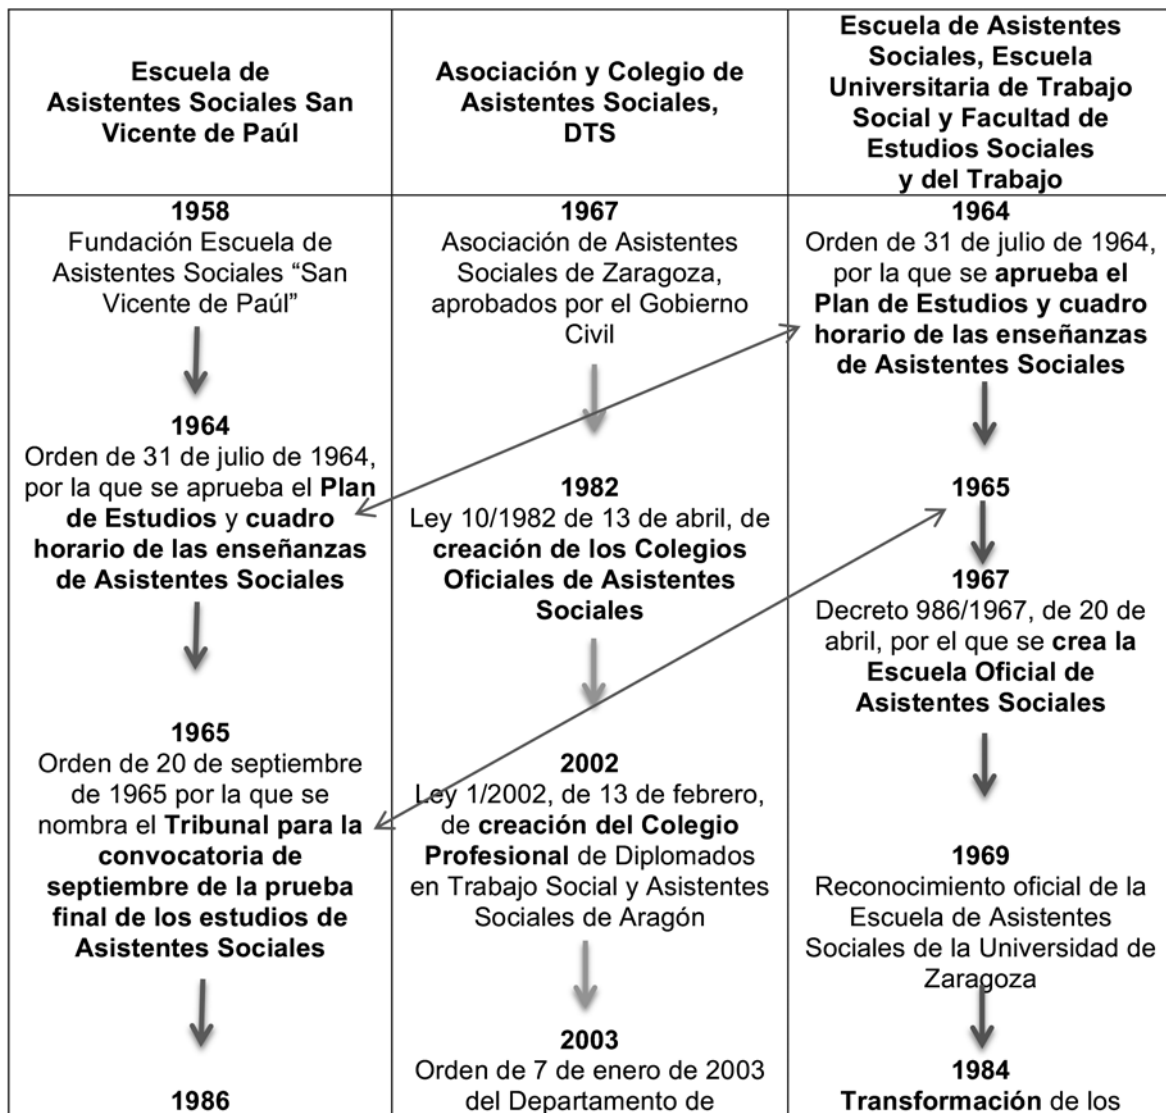 Escuela de
Asistentes Sociales San
Vicente de Paúl
Asociación y Colegio de
Asistentes Sociales,
DTS
Escuela de Asistentes
Sociales, Escuela
Universitaria de Trabajo
Social y Facultad de
Estudios Sociales
y del Trabajo
1958
Fundación Escuela de
Asistentes Sociales “San
Vicente de Paúl”
1964
Orden de 31 de julio de 1964,
por la que se aprueba el Plan
de Estudios y cuadro
horario de las enseñanzas
de Asistentes Sociales
1965
Orden de 20 de septiembre
de 1965 por la que se
nombra el Tribunal para la
convocatoria de
septiembre de la prueba
final de los estudios de
Asistentes Sociales
1986
1967
Asociación de Asistentes
Sociales de Zaragoza,
aprobados por el Gobierno
Civil
1982
Ley 10/1982 de 13 de abril, de
creación de los Colegios
Oficiales de Asistentes
Sociales
2002
Ley 1/2002, de 13 de febrero,
de creación del Colegio
Profesional de Diplomados
en Trabajo Social y Asistentes
Sociales de Aragón
2003
Orden de 7 de enero de 2003
del Departamento de
1964
Orden de 31 de julio de 1964,
por la que se aprueba el
Plan de Estudios y cuadro
horario de las enseñanzas
de Asistentes Sociales
1965
1967
Decreto 986/1967, de 20 de
abril, por el que se crea la
Escuela Oficial de
Asistentes Sociales
1969
Reconocimiento oficial de la
Escuela de Asistentes
Sociales de la Universidad de
Zaragoza
1984
Transformación de los